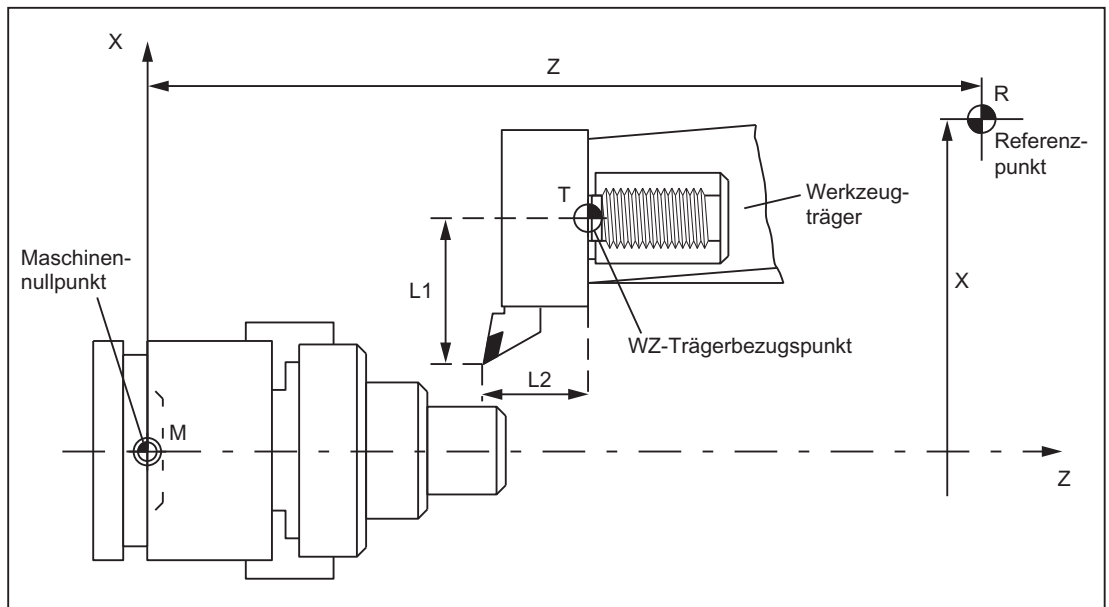 X
Z
R
Referenz-
punkt
T
Werkzeug-
träger
Maschinen-
nullpunkt
L1
X
WZ-Trägerbezugspunkt
L2
M
Z